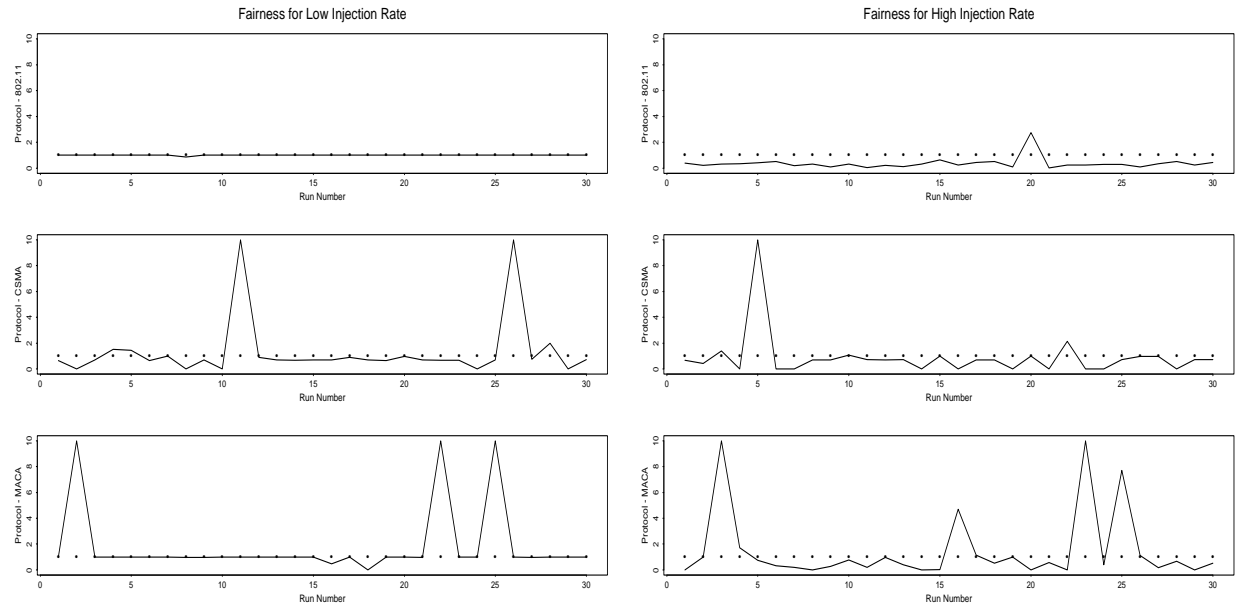 Fairness for Low Injection Rate
Protocol - 802.11
0 2 4 6 8 10
0 5 10 15 20 25 30
Run Number
Protocol - CSMA
0 2 4 6 8 10
0 5 10 15 20 25 30
Run Number
Protocol - MACA
0 2 4 6 8 10
0 5 10 15 20 25 30
Run Number
Fairness for High Injection Rate
Protocol - 802.11
0 2 4 6 8 10
0 5 10 15 20 25 30
Run Number
Protocol - CSMA
0 2 4 6 8 10
0 5 10 15 20 25 30
Run Number
Protocol - MACA
0 2 4 6 8 10
0 5 10 15 20 25 30
Run Number